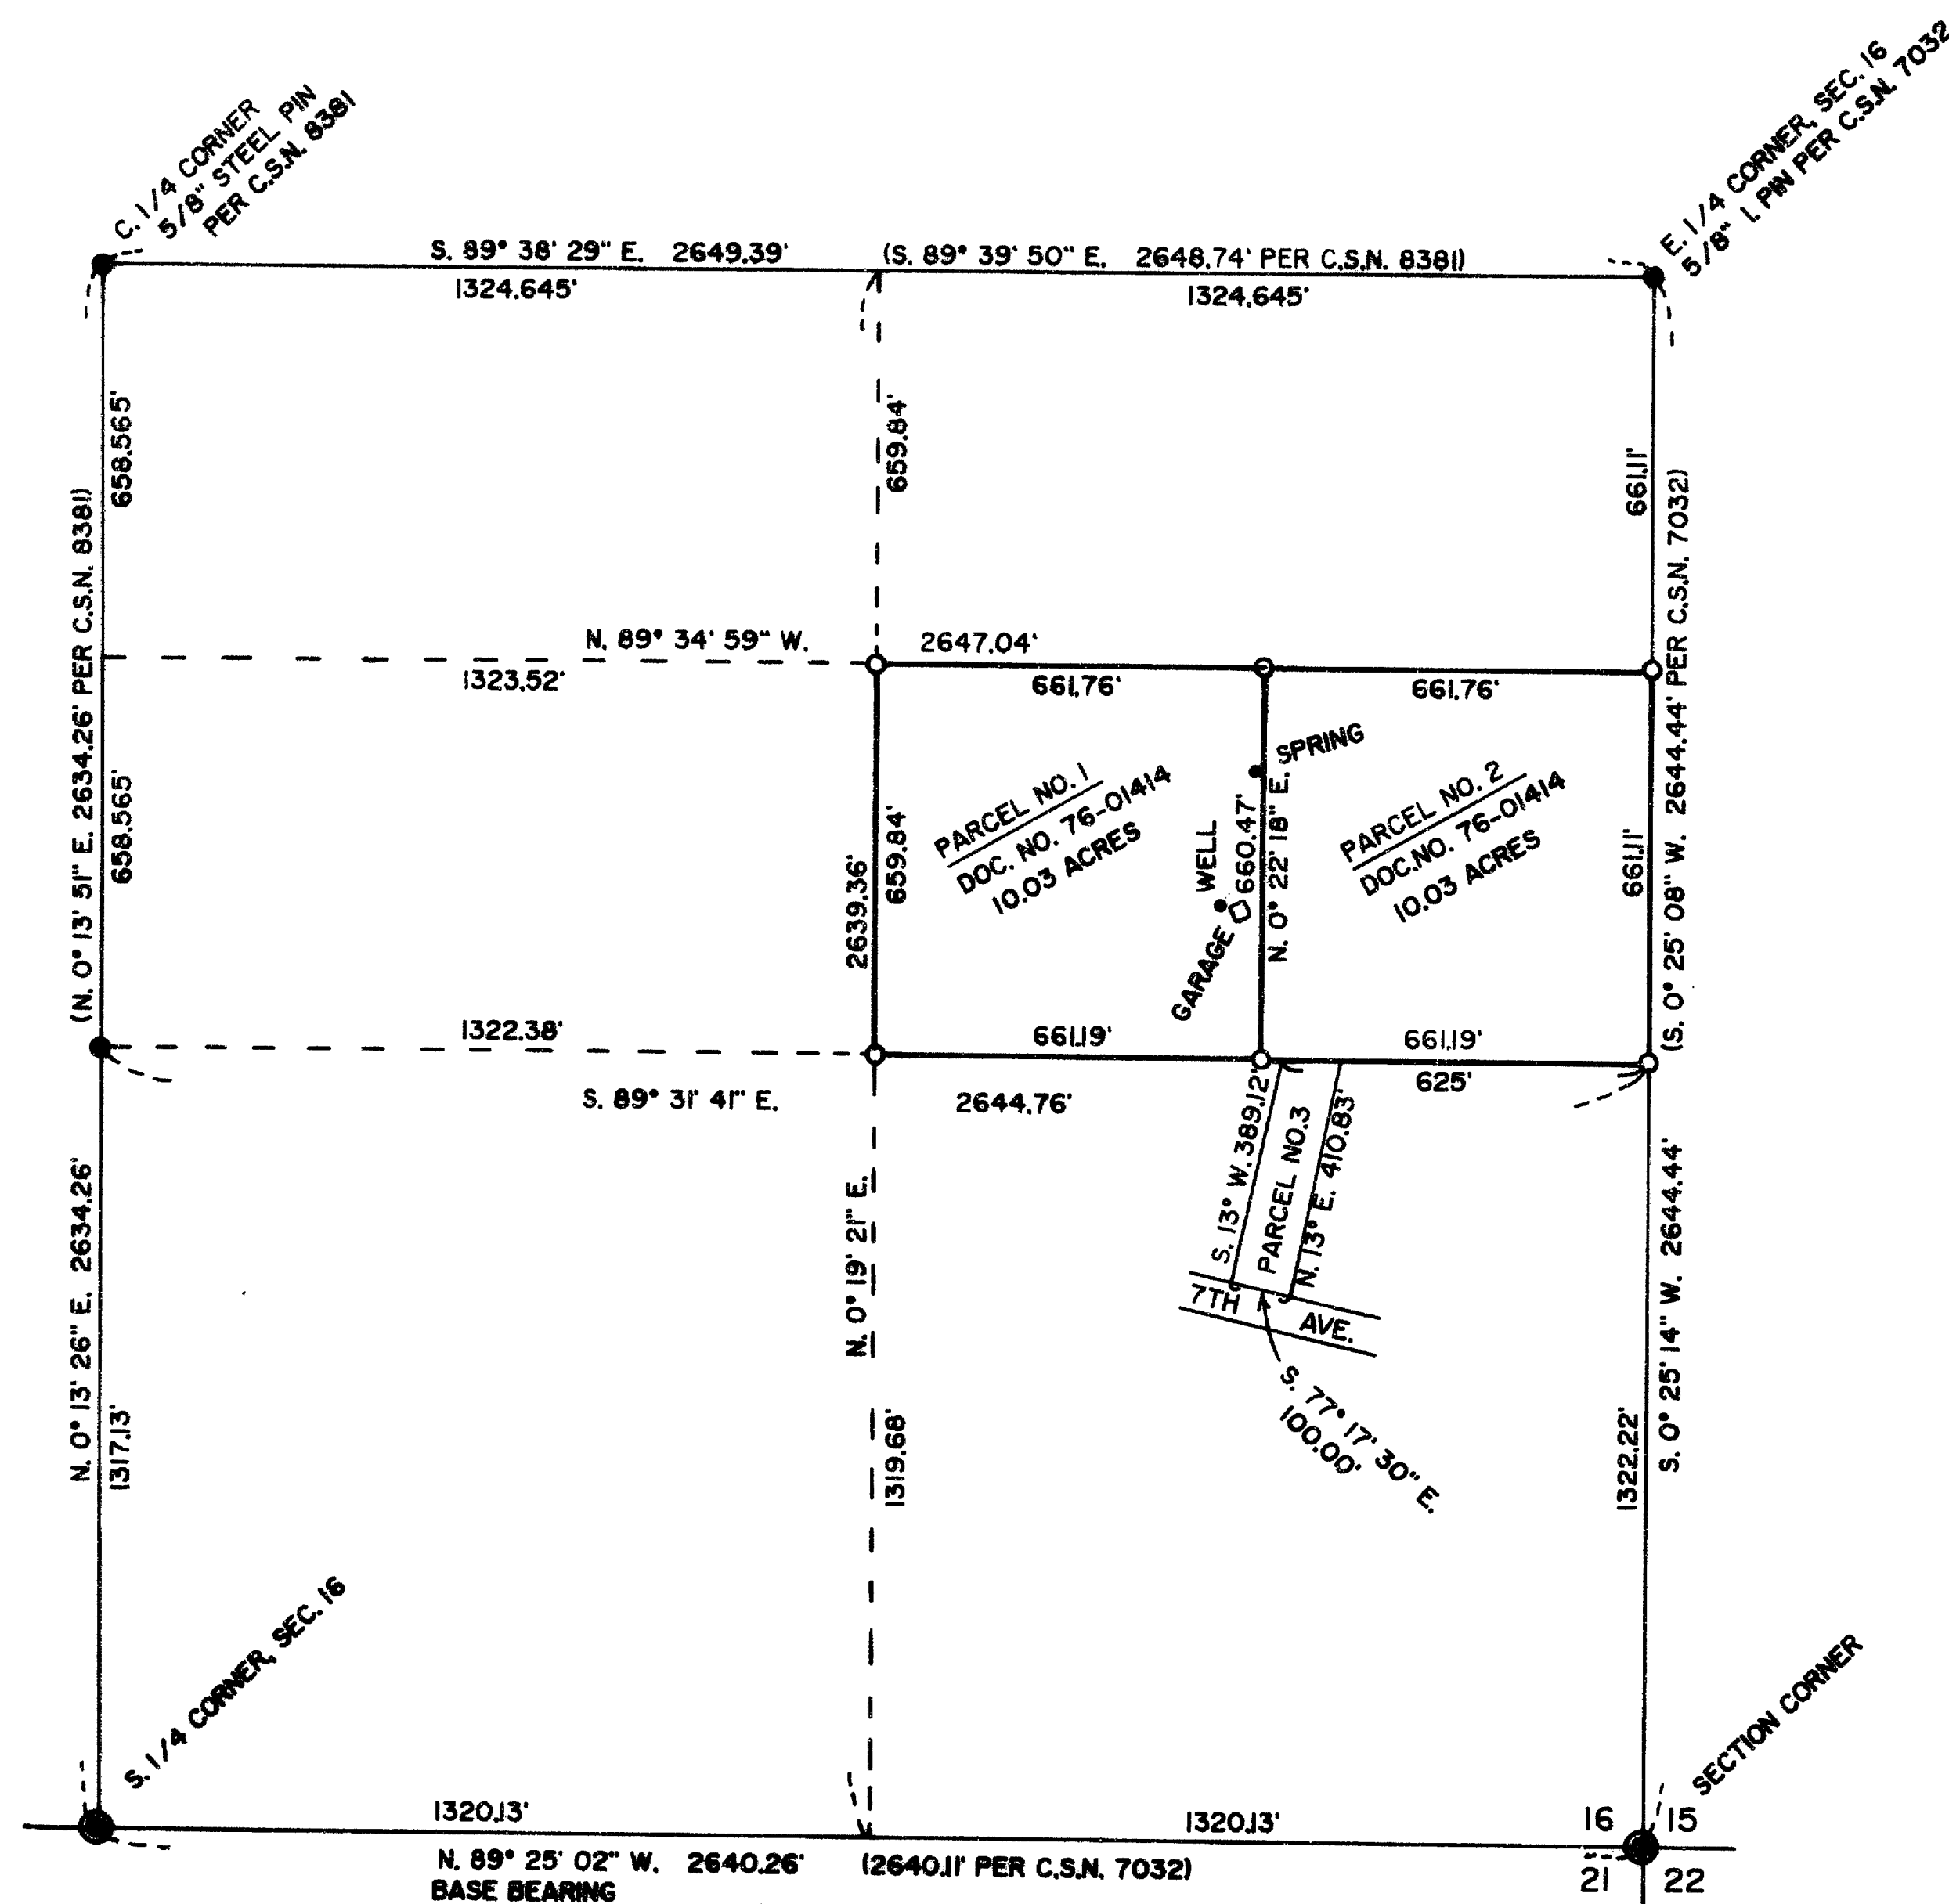 C. 1/4 CORNER
5/8" STEEL PIN
PER C.S.N. 8381
E. 1/4 CORNER, SEC. 16
5/8" I. PIN PER C.S.N. 7032
S. 89° 38' 29" E. 2649.39' (S. 89° 39' 50" E. 2648.74' PER C.S.N. 8381)
1324.645'
1324.645'
658.565'
659.84'
661.11'
(N. 0° 13' 51" E. 2634.26' PER C.S.N. 8381)
(S. 0° 25' 08" W. 2644.44' PER C.S.N. 7032)
N. 89° 34' 59" W. 2647.04'
1323.52'
661.76'
661.76'
658.565'
2639.36'
659.84'
PARCEL NO. 1
DOC. NO. 76-01414
10.03 ACRES
SPRING
WELL
GARAGE
660.47'
N. 0° 22' 18" E.
PARCEL NO. 2
DOC.NO. 76-01414
10.03 ACRES
661.11'
1322.38'
661.19'
661.19'
625'
S. 89° 31' 41" E. 2644.76'
S. 13° W. 389.12'
PARCEL NO.3
N. 13° E. 410.83'
7TH AVE.
S. 77° 17' 30" E.
100.00'
N. 0° 13' 26" E. 2634.26'
1317.13'
N. 0° 19' 21" E.
1319.68'
S. 0° 25' 14" W. 2644.44'
1322.22'
S. 1/4 CORNER, SEC. 16
SECTION CORNER
1320.13'
1320.13'
16 15
21 22
N. 89° 25' 02" W. 2640.26' (2640.11' PER C.S.N. 7032)
BASE BEARING